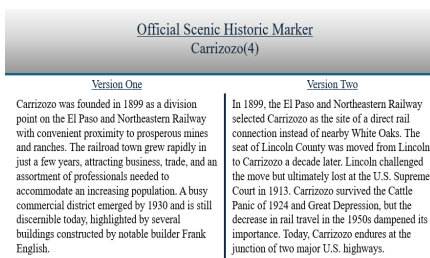 Official Scenic Historic Marker
Carrizozo(4)
Version One
Carrizozo was founded in 1899 as a division
point on the El Paso and Northeastern Railway
with convenient proximity to prosperous mines
and ranches. The railroad town grew rapidly in
just a few years, attracting business, trade, and an
assortment of professionals needed to
accommodate an increasing population. A busy
commercial district emerged by 1930 and is still
discernible today, highlighted by several
buildings constructed by notable builder Frank
English.
Version Two
In 1899, the El Paso and Northeastern Railway
selected Carrizozo as the site of a direct rail
connection instead of nearby White Oaks. The
seat of Lincoln County was moved from Lincoln
to Carrizozo a decade later. Lincoln challenged
the move but ultimately lost at the U.S. Supreme
Court in 1913. Carrizozo survived the Cattle
Panic of 1924 and Great Depression, but the
decrease in rail travel in the 1950s dampened its
importance. Today, Carrizozo endures at the
junction of two major U.S. highways.